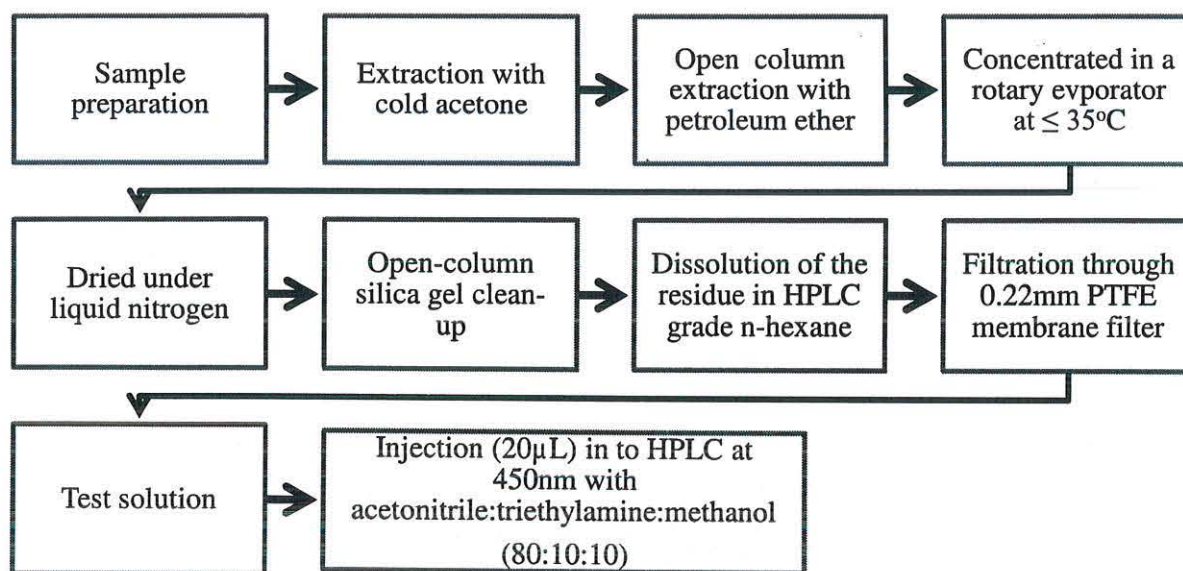 Sample
preparation
Extraction with
cold acetone
Open column
extraction with
petroleum ether
Concentrated in a
rotary evporator
at ≤ 35°C
Dried under
liquid nitrogen
Open-column
silica gel clean-
up
Dissolution of the
residue in HPLC
grade n-hexane
Filtration through
0.22mm PTFE
membrane filter
Test solution
Injection (20µL) in to HPLC at
450nm with
acetonitrile:triethylamine:methanol
(80:10:10)